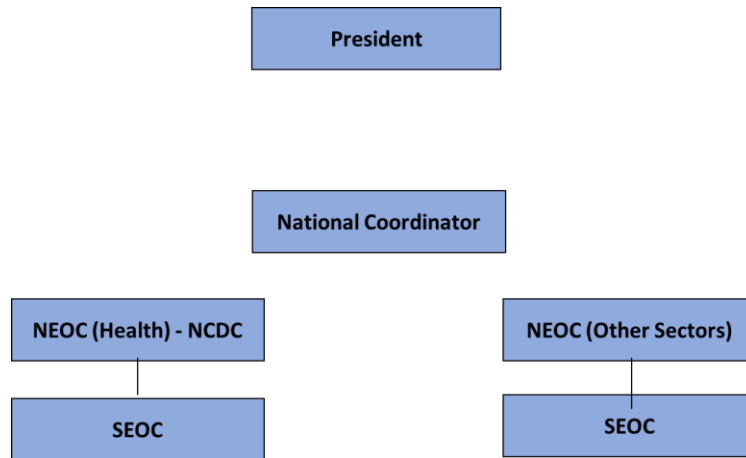 President
National Coordinator
NEOC (Health) - NCDC
NEOC (Other Sectors)
SEOC
SEOC